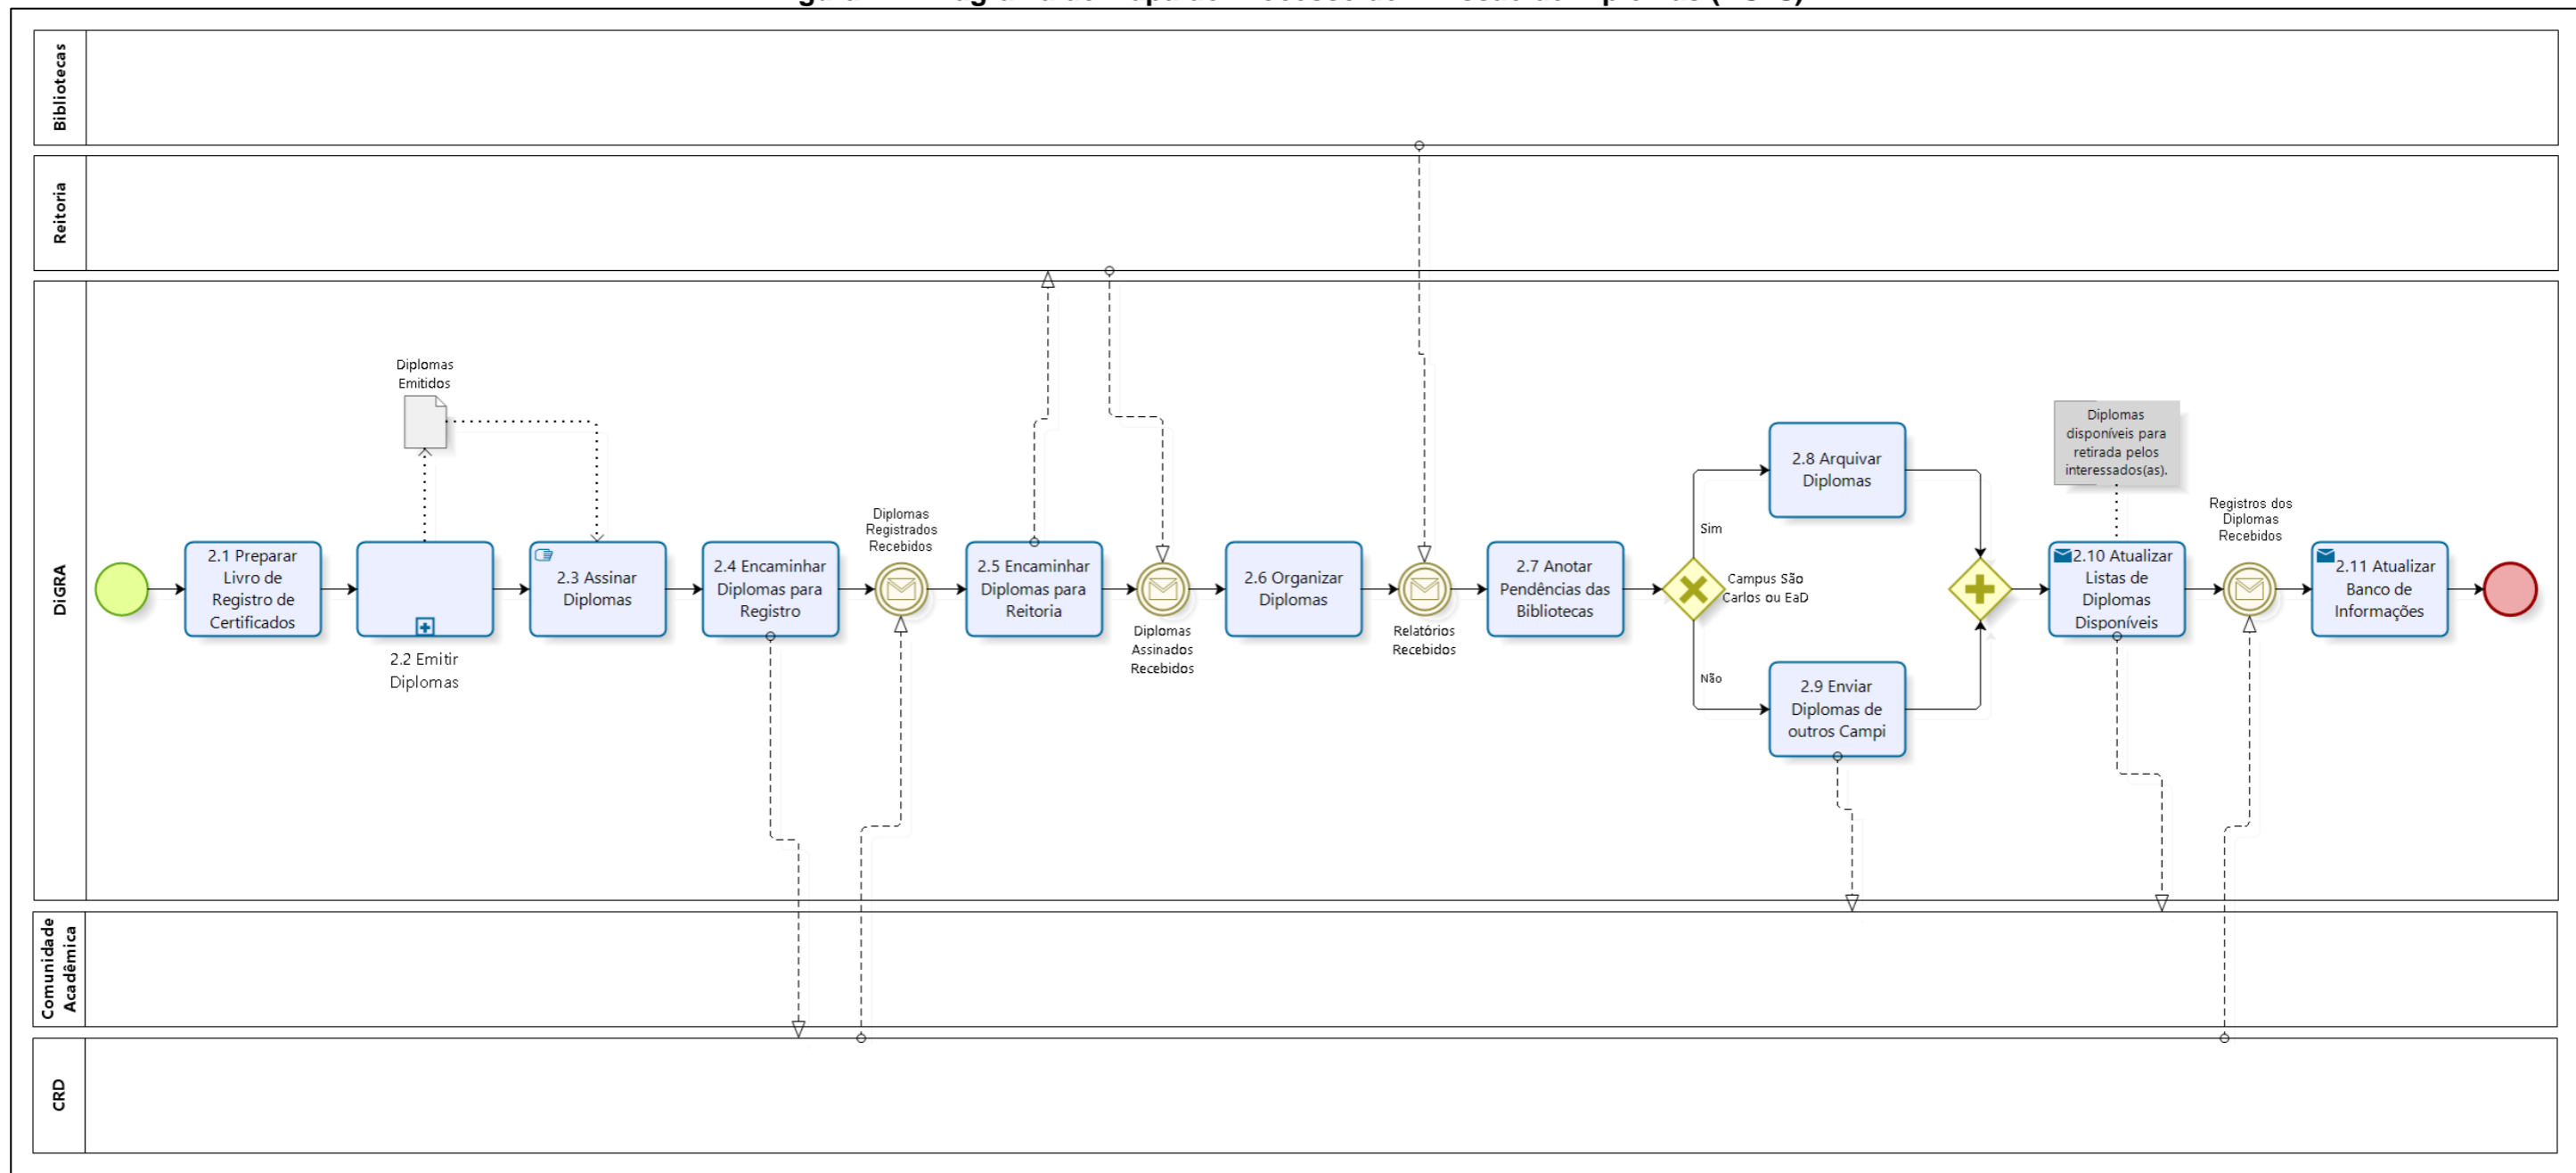 Bibliotecas
Reitoria
DiGRA
Diplomas
Emitidos
2.1 Preparar
Livro de
Registro de
Certificados
2.2 Emitir
Diplomas
2.3 Assinar
Diplomas
2.4 Encaminhar
Diplomas para
Registro
Diplomas
Registrados
Recebidos
2.5 Encaminhar
Diplomas para
Reitoria
Diplomas
Assinados
Recebidos
2.6 Organizar
Diplomas
Relatórios
Recebidos
2.7 Anotar
Pendências das
Bibliotecas
Sim
Campus São
Carlos ou EaD
Não
2.8 Arquivar
Diplomas
2.9 Enviar
Diplomas de
outros Campi
Diplomas
disponíveis para
retirada pelos
interessados(as).
2.10 Atualizar
Listas de
Diplomas
Disponíveis
Registros dos
Diplomas
Recebidos
2.11 Atualizar
Banco de
Informações
Comunidade
Acadêmica
CRD